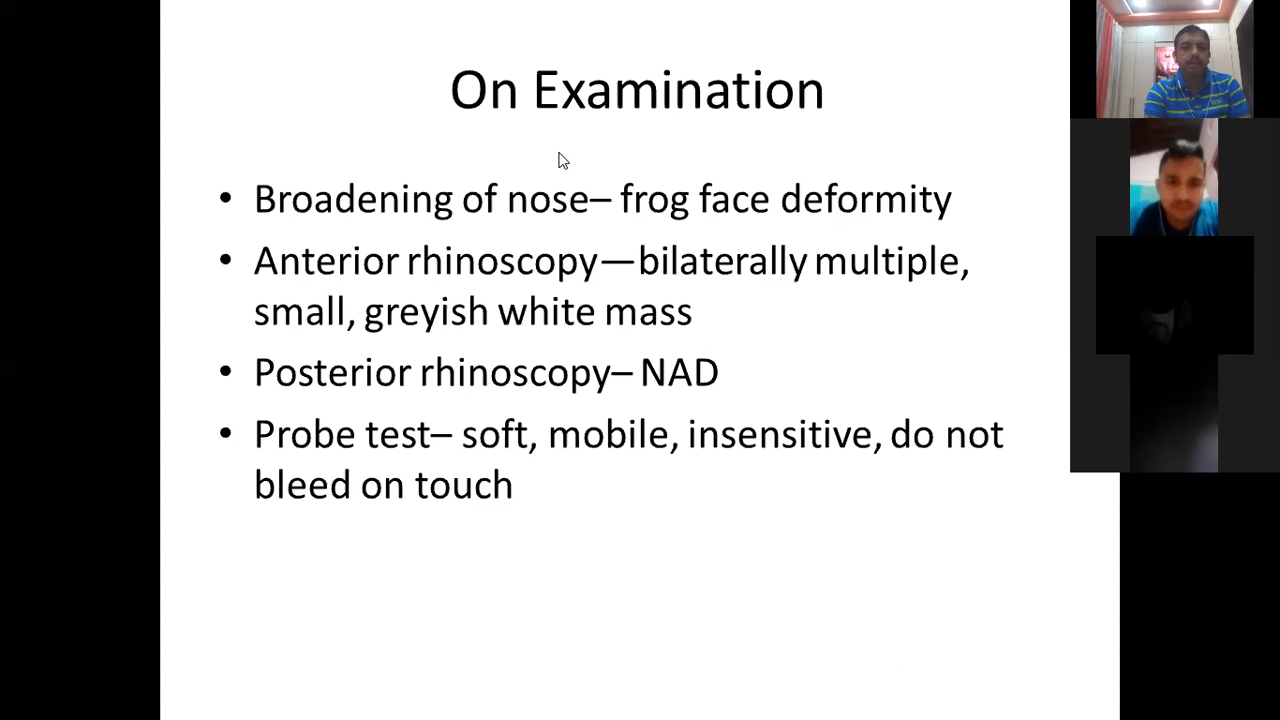 On Examination
• Broadening of nose– frog face deformity
• Anterior rhinoscopy—bilaterally multiple,
small, greyish white mass
• Posterior rhinoscopy– NAD
• Probe test– soft, mobile, insensitive, do not
bleed on touch